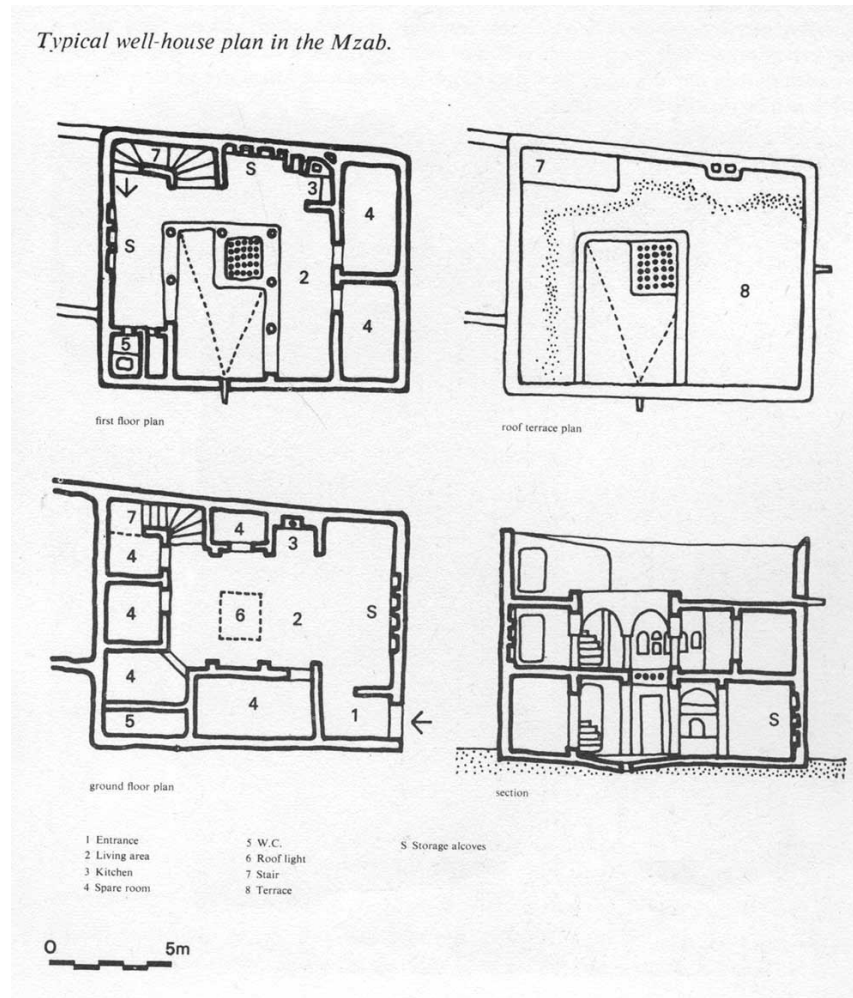 Typical well-house plan in the Mzab.
7
S
3
4
S
2
4
5
first floor plan
7
8
roof terrace plan
7
4
3
4
4
6
2
S
4
4
1
5
ground floor plan
S
section
1 Entrance
2 Living area
3 Kitchen
4 Spare room
5 W.C.
6 Roof light
7 Stair
8 Terrace
S Storage alcoves
0 5m